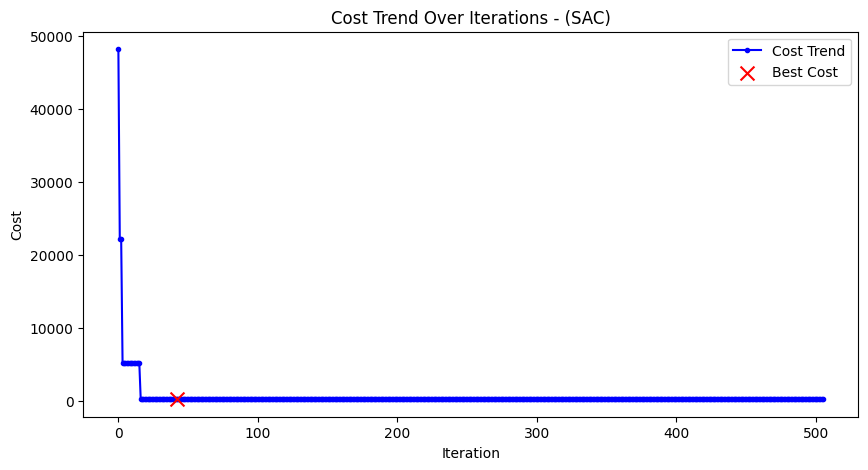 Cost Trend Over Iterations - (SAC)
Cost Trend
Best Cost
50000
40000
30000
20000
10000
0
Cost
0 100 200 300 400 500
Iteration